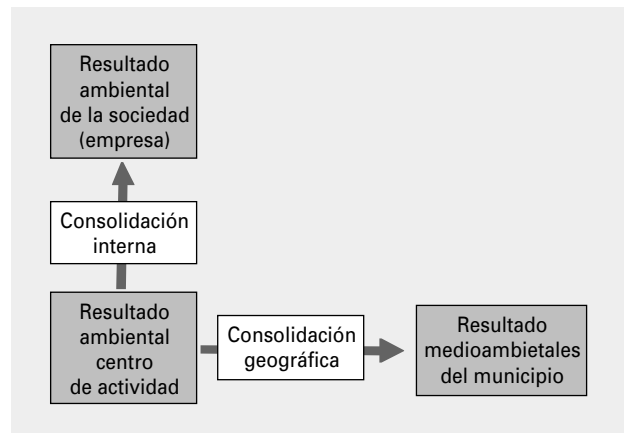 Resultado
ambiental
de la sociedad
(empresa)
Consolidación
interna
Resultado
ambiental
centro
de actividad
Consolidación
geográfica
Resultado
medioambietales
del municipio